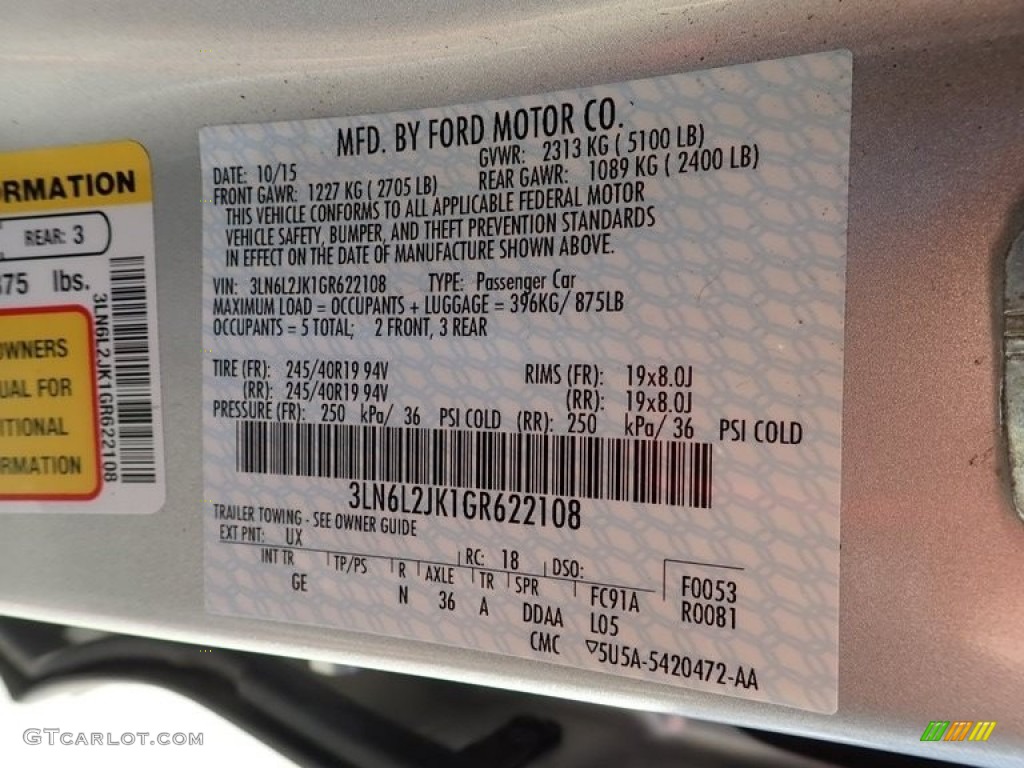 RMATION
REAR: 3
75 lbs.
3LN6L2JK1GR622108
OWNERS
UAL FOR
ITIONAL
RMATION
MFD. BY FORD MOTOR CO.
DATE: 10/15 GVWR: 2313 KG ( 5100 LB)
FRONT GAWR: 1227 KG ( 2705 LB) REAR GAWR: 1089 KG ( 2400 LB)
THIS VEHICLE CONFORMS TO ALL APPLICABLE FEDERAL MOTOR
VEHICLE SAFETY, BUMPER, AND THEFT PREVENTION STANDARDS
IN EFFECT ON THE DATE OF MANUFACTURE SHOWN ABOVE.
VIN: 3LN6L2JK1GR622108 TYPE: Passenger Car
MAXIMUM LOAD = OCCUPANTS + LUGGAGE = 396KG/ 875LB
OCCUPANTS = 5 TOTAL; 2 FRONT, 3 REAR
TIRE (FR): 245/40R19 94V RIMS (FR): 19x8.0J
(RR): 245/40R19 94V (RR): 19x8.0J
PRESSURE (FR): 250 kPa/ 36 PSI COLD (RR): 250 kPa/ 36 PSI COLD
3LN6L2JK1GR622108
TRAILER TOWING - SEE OWNER GUIDE
EXT PNT: UX RC: 18 DSO:
INT TR TP/PS R AXLE TR SPR FC91A F0053
GE N 36 A DDAA L05 R0081
CMC ▽5U5A-5420472-AA
GTCarlot.com